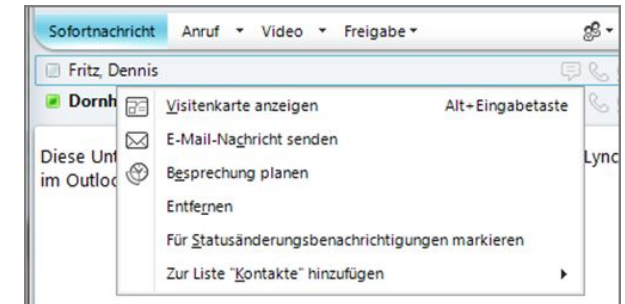 Sofortnachricht Anruf Video Freigabe
Fritz, Dennis
Dornh
Visitenkarte anzeigen Alt+Eingabetaste
E-Mail-Nachricht senden
Diese Unt Lync
Besprechung planen
im Outloo
Entfernen
Für Statusänderungsbenachrichtigungen markieren
Zur Liste "Kontakte" hinzufügen